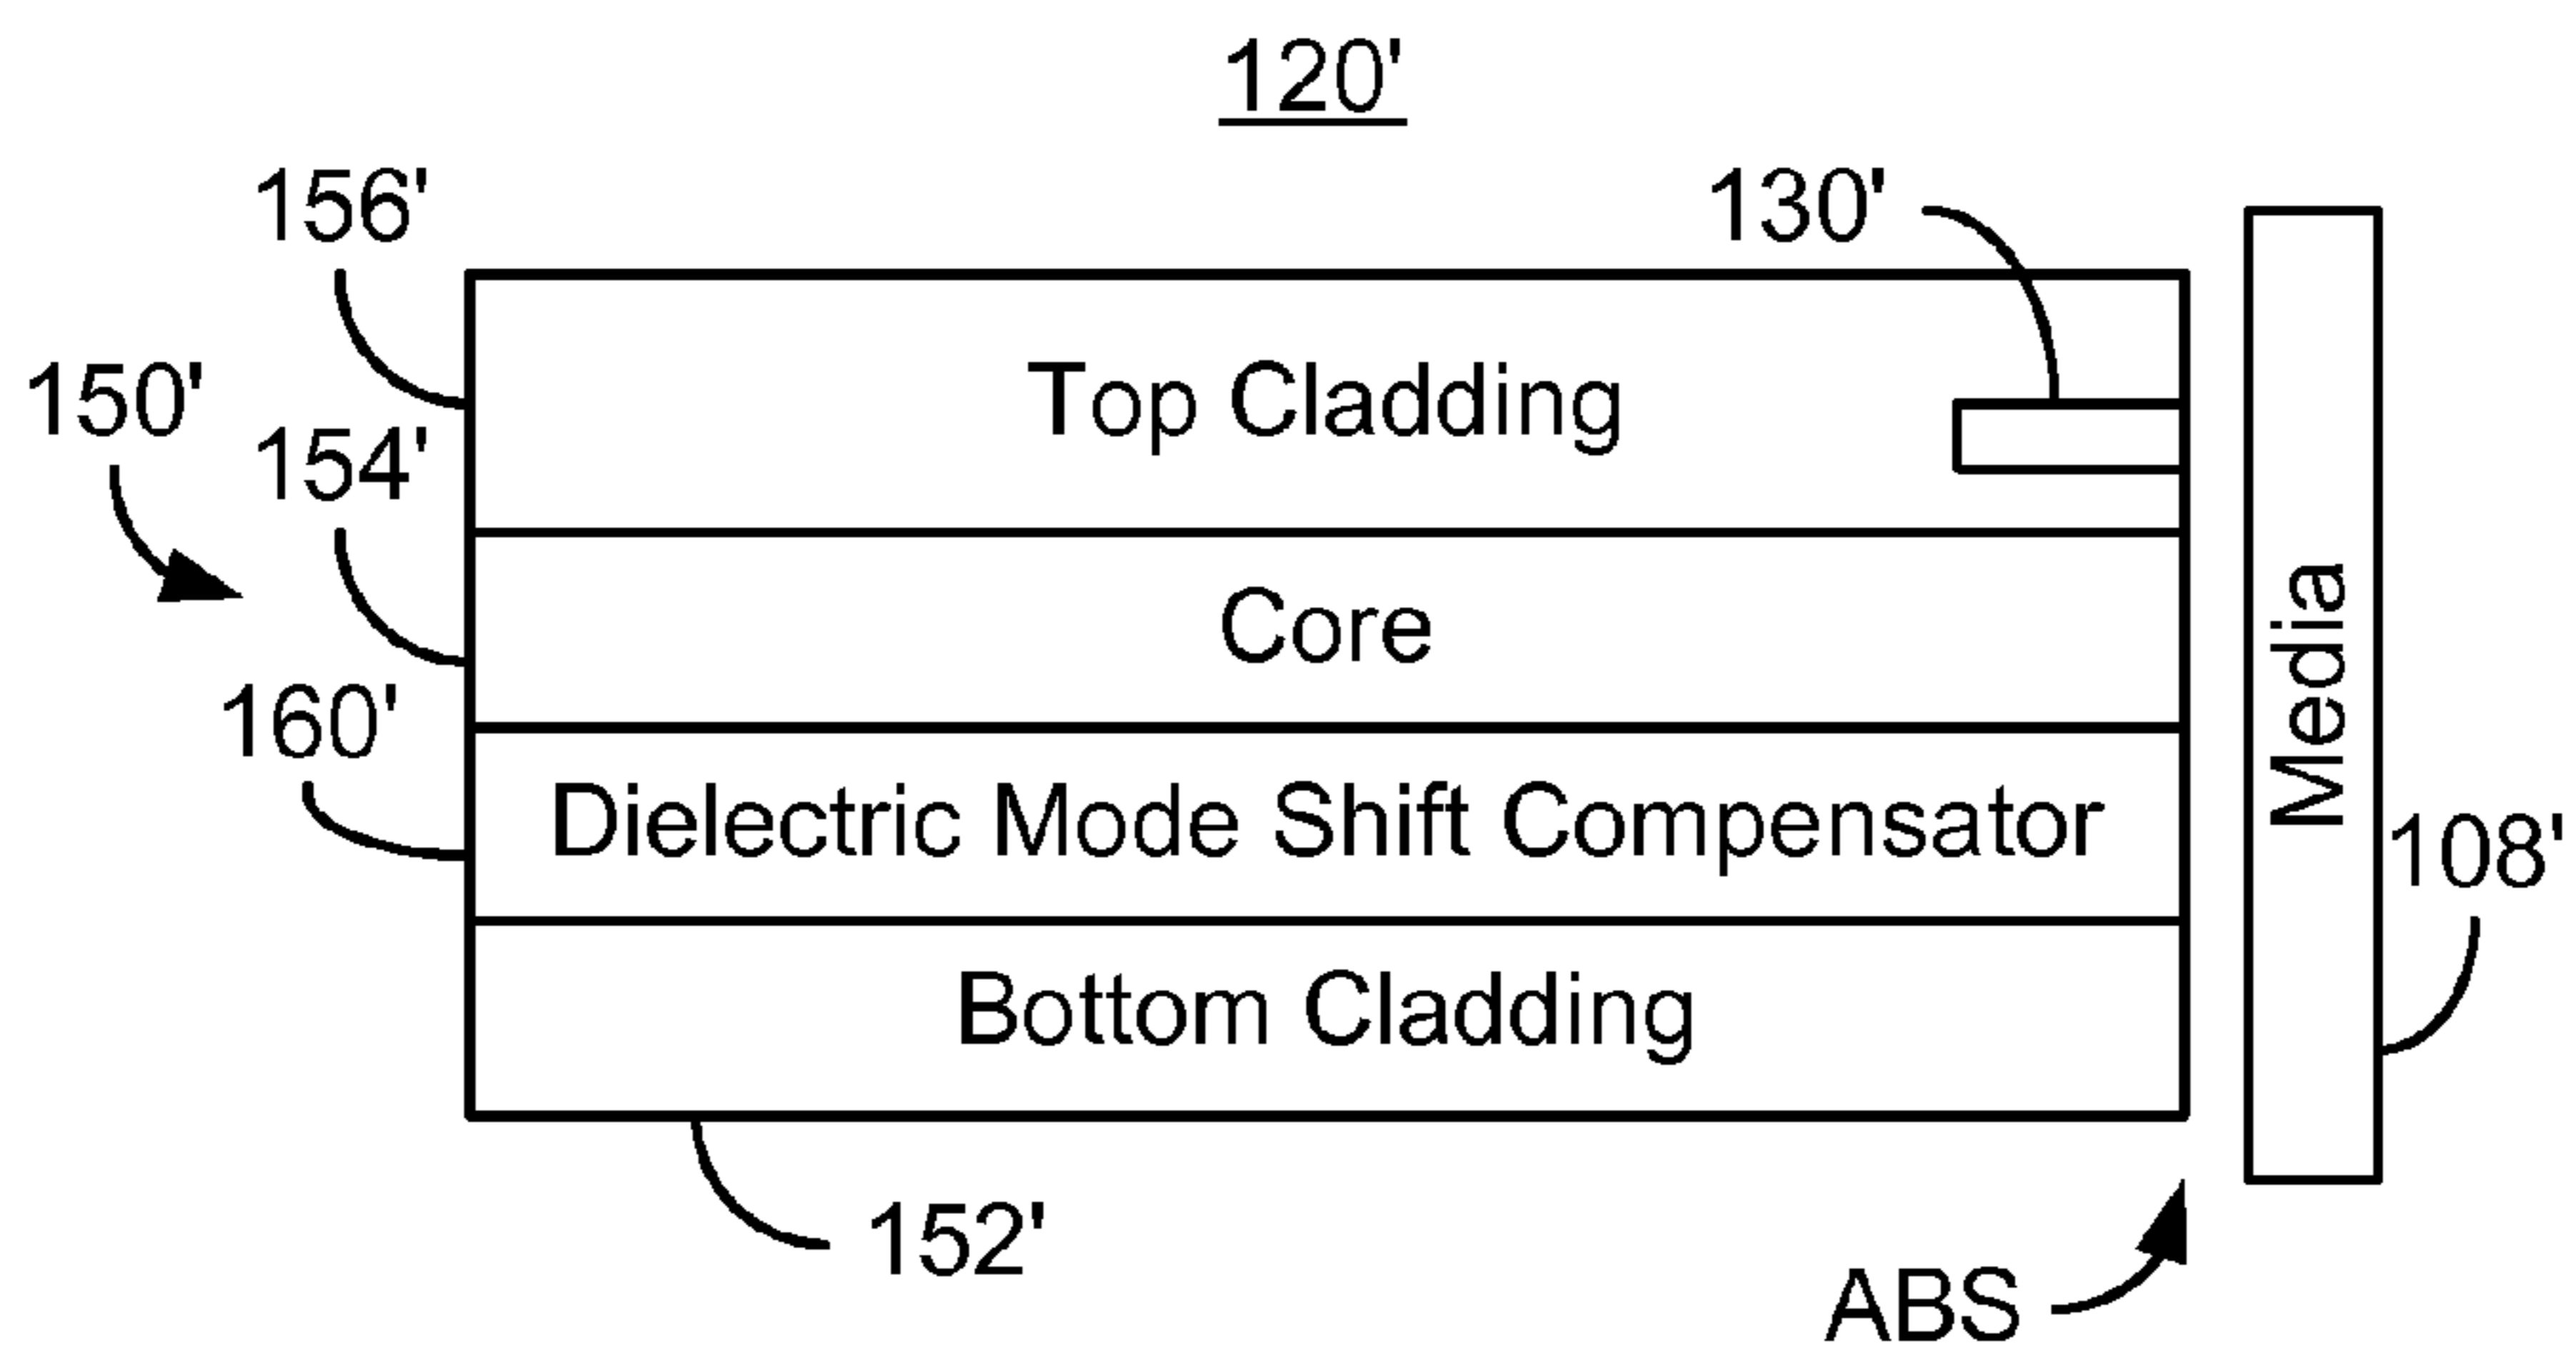 120'
156'
130'
150'
Top Cladding
154'
Core
Media
160'
Dielectric Mode Shift Compensator
108'
Bottom Cladding
152'
ABS